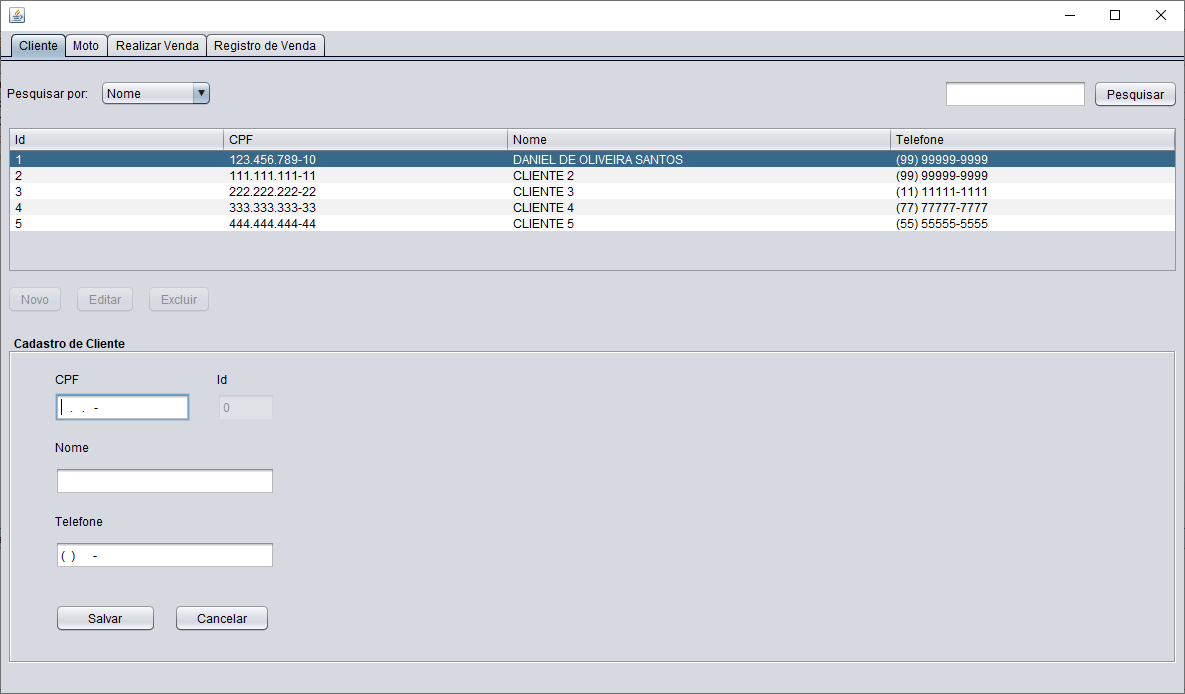 Cliente Moto Realizar Venda Registro de Venda
Pesquisar por: Nome Pesquisar
Id CPF Nome Telefone
1 123.456.789-10 DANIEL DE OLIVEIRA SANTOS (99) 99999-9999
2 111.111.111-11 CLIENTE 2 (99) 99999-9999
3 222.222.222-22 CLIENTE 3 (11) 11111-1111
4 333.333.333-33 CLIENTE 4 (77) 77777-7777
5 444.444.444-44 CLIENTE 5 (55) 55555-5555
Novo Editar Excluir
Cadastro de Cliente
CPF Id
. . - 0
Nome
Telefone
( ) -
Salvar Cancelar